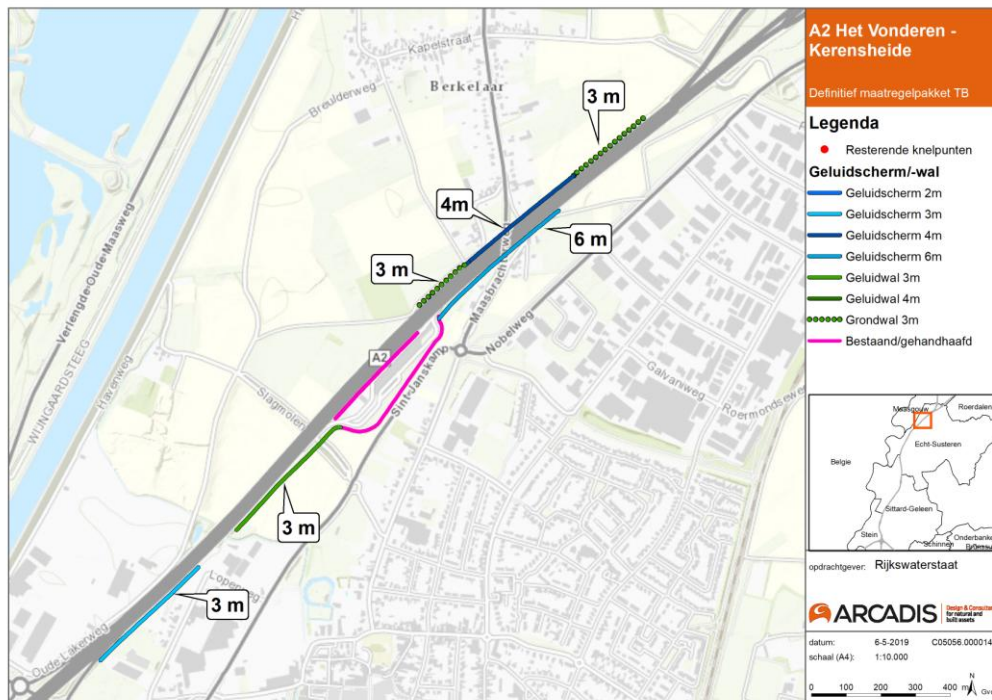 Kapelstraat
Berkelaar
Breulderweg
3 m
4m
6 m
3 m
Verlengde-Oude-Maasweg
WIJNGAARDSTEEG
Havenweg
Maasbrachterweg
Nobelweg
A2
Sint-Janskamp
Galvaniweg
Roermondseweg
Slagmolen
3 m
Loperweg
3 m
Oude Lakerweg
A2 Het Vonderen -
Kerensheide
Definitief maatregelpakket TB
Legenda
Resterende knelpunten
Geluidscherm/-wal
Geluidscherm 2m
Geluidscherm 3m
Geluidscherm 4m
Geluidscherm 6m
Geluidwal 3m
Geluidwal 4m
Grondwal 3m
Bestaand/gehandhaafd
Maasgouw
Roerdalen
Echt-Susteren
Belgie
Sittard-Geleen
Stein
Schinnen
Onderbanke
opdrachtgever: Rijkswaterstaat
ARCADIS
Design & Consultan
for natural and
built assets
datum: 6-5-2019 C05056.000014
schaal (A4): 1:10.000
N
0 100 200 300 400 m